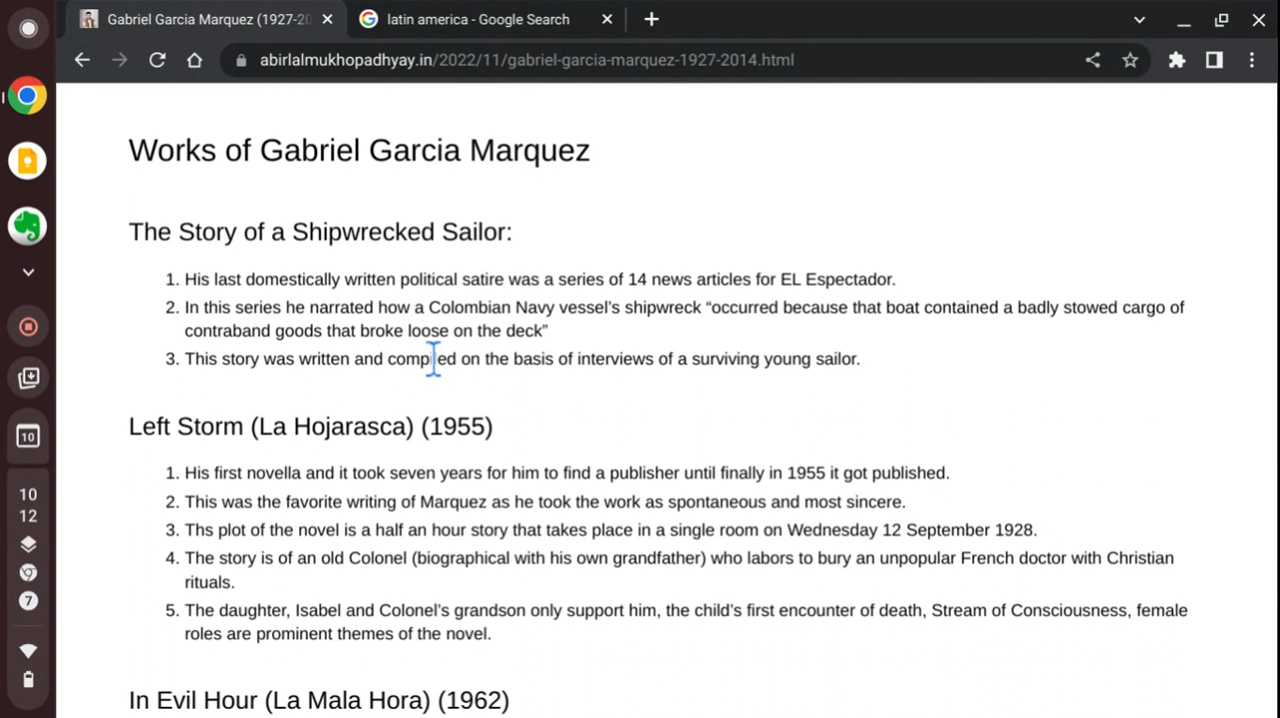 Gabriel Garcia Marquez (1927-20
latin america - Google Search
abirlalmukhopadhyay.in/2022/11/gabriel-garcia-marquez-1927-2014.html
Works of Gabriel Garcia Marquez
The Story of a Shipwrecked Sailor:
1. His last domestically written political satire was a series of 14 news articles for EL Espectador.
2. In this series he narrated how a Colombian Navy vessel’s shipwreck “occurred because that boat contained a badly stowed cargo of
contraband goods that broke loose on the deck”
3. This story was written and compiled on the basis of interviews of a surviving young sailor.
Left Storm (La Hojarasca) (1955)
1. His first novella and it took seven years for him to find a publisher until finally in 1955 it got published.
2. This was the favorite writing of Marquez as he took the work as spontaneous and most sincere.
3. Ths plot of the novel is a half an hour story that takes place in a single room on Wednesday 12 September 1928.
4. The story is of an old Colonel (biographical with his own grandfather) who labors to bury an unpopular French doctor with Christian
rituals.
5. The daughter, Isabel and Colonel’s grandson only support him, the child’s first encounter of death, Stream of Consciousness, female
roles are prominent themes of the novel.
In Evil Hour (La Mala Hora) (1962)
10
10
12
7